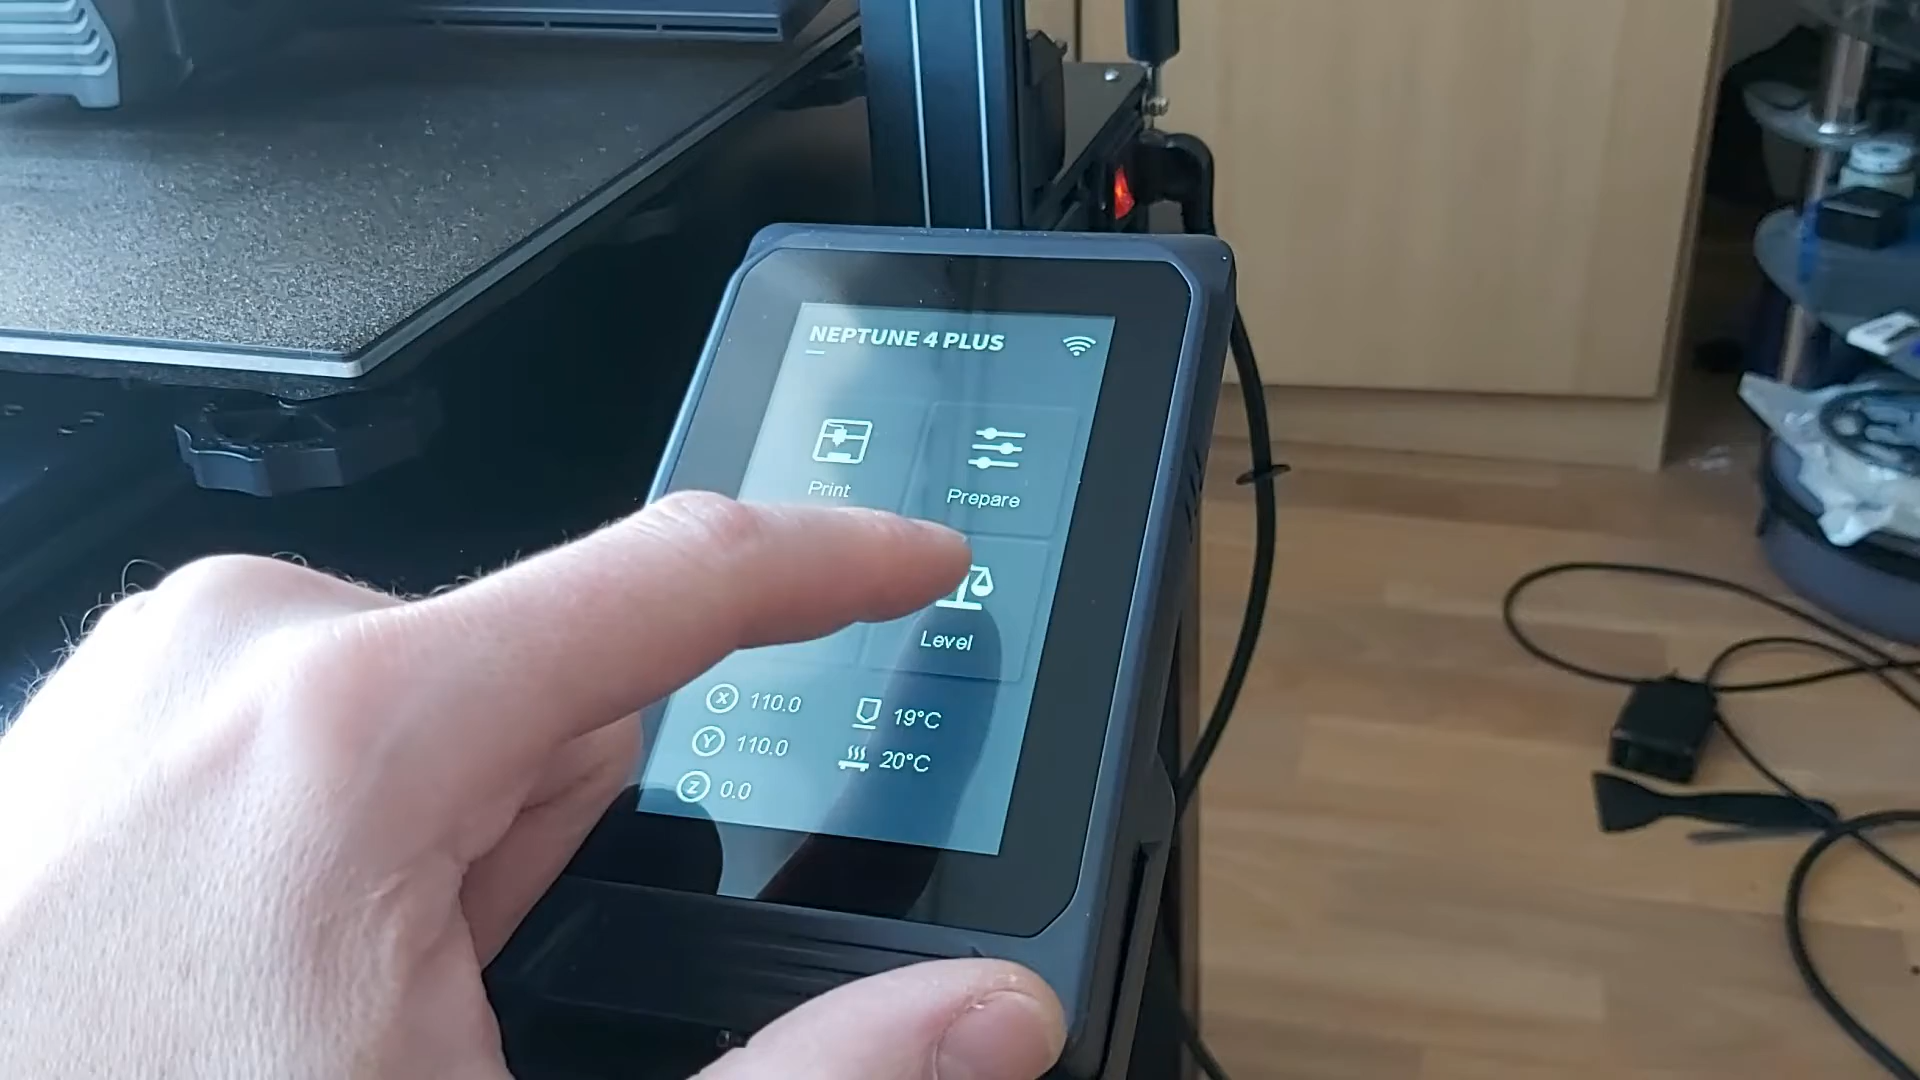 NEPTUNE 4 PLUS
Print
Prepare
Level
X 110.0
19°C
Y 110.0
20°C
Z 0.0